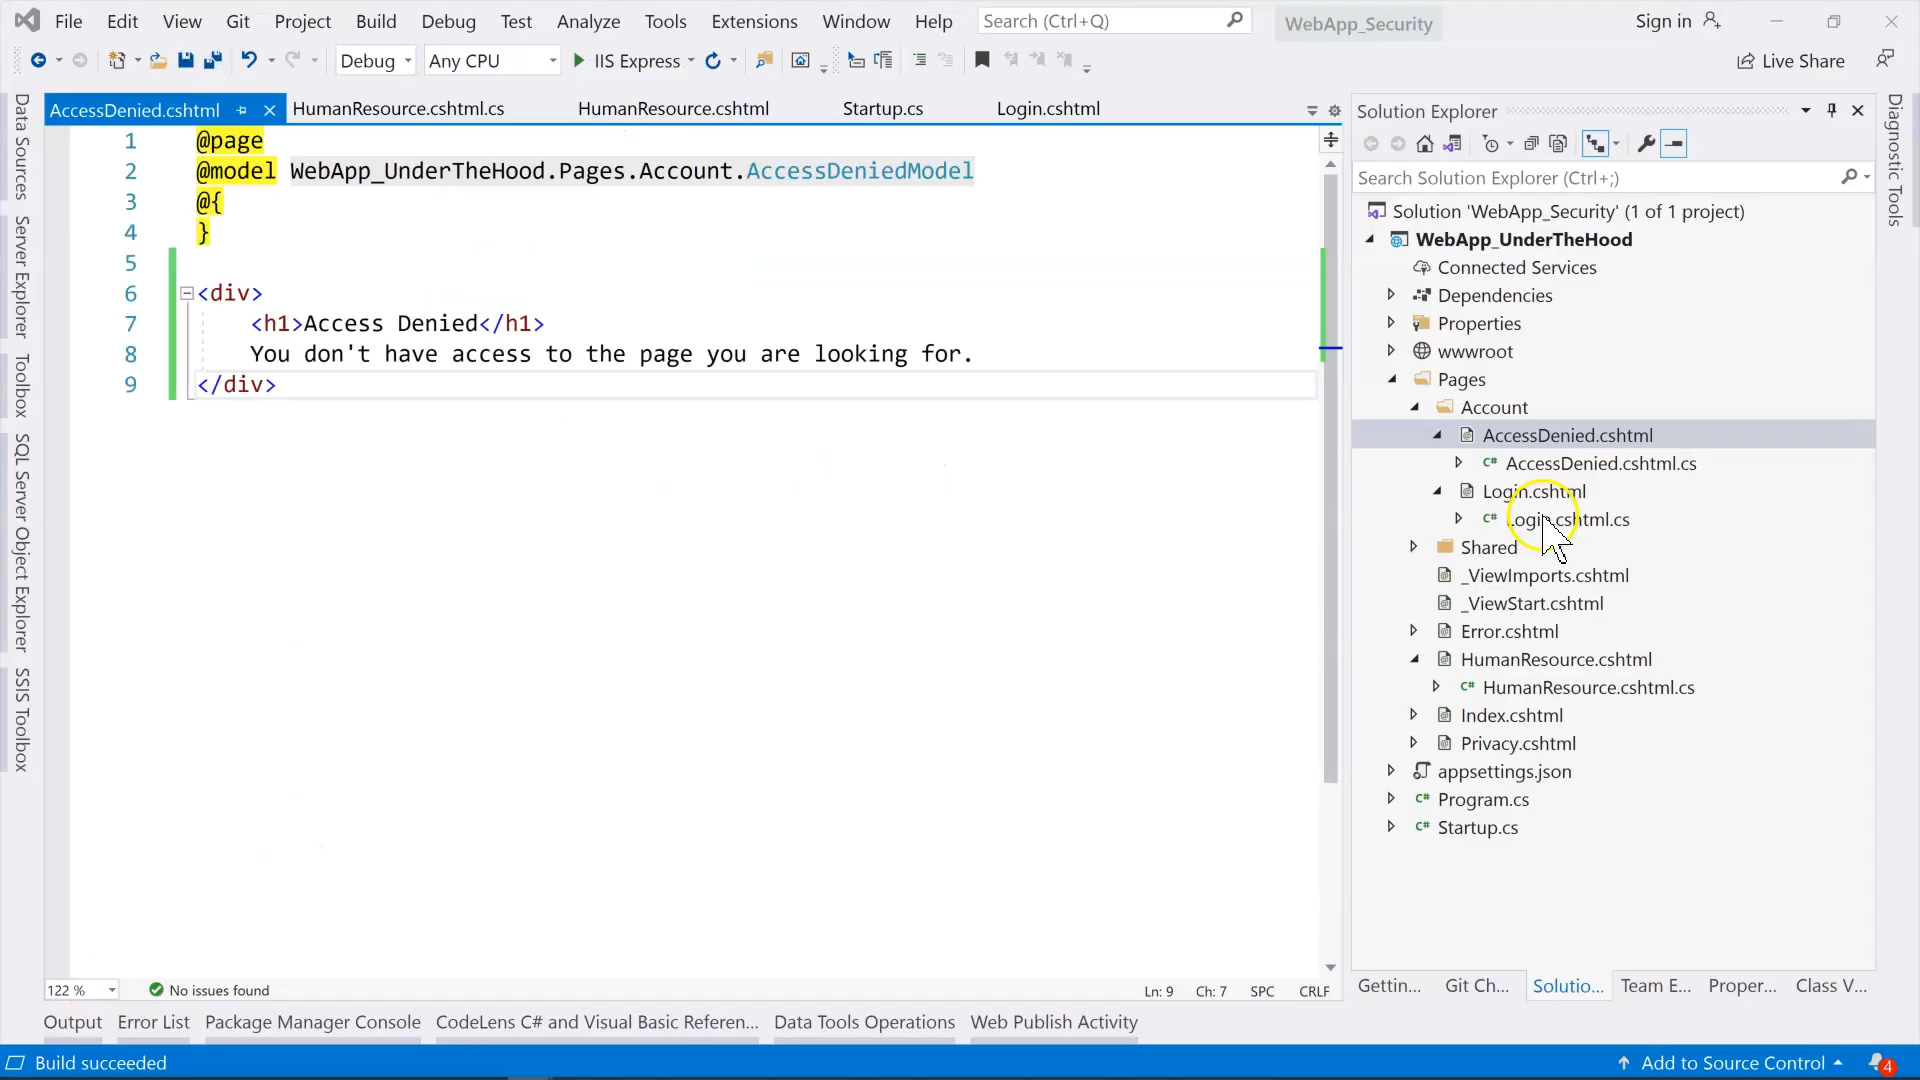 File Edit View Git Project Build Debug Test Analyze Tools Extensions Window Help Search (Ctrl+Q) WebApp_Security Sign in
Debug Any CPU IIS Express Live Share
Data Sources
Server Explorer
Toolbox
SQL Server Object Explorer
SSIS Toolbox
AccessDenied.cshtml HumanResource.cshtml.cs HumanResource.cshtml Startup.cs Login.cshtml
1 @page
2 @model WebApp_UnderTheHood.Pages.Account.AccessDeniedModel
3 @{
4 }
5
6 <div>
7 <h1>Access Denied</h1>
8 You don't have access to the page you are looking for.
9 </div>
122 % No issues found Ln: 9 Ch: 7 SPC CRLF
Solution Explorer
Search Solution Explorer (Ctrl+;)
Solution 'WebApp_Security' (1 of 1 project)
WebApp_UnderTheHood
Connected Services
Dependencies
Properties
wwwroot
Pages
Account
AccessDenied.cshtml
C# AccessDenied.cshtml.cs
Login.cshtml
C# Login.cshtml.cs
Shared
_ViewImports.cshtml
_ViewStart.cshtml
Error.cshtml
HumanResource.cshtml
C# HumanResource.cshtml.cs
Index.cshtml
Privacy.cshtml
appsettings.json
C# Program.cs
C# Startup.cs
Gettin... Git Ch... Solutio... Team E... Proper... Class V...
Diagnostic Tools
Output Error List Package Manager Console CodeLens C# and Visual Basic Referen... Data Tools Operations Web Publish Activity
Build succeeded Add to Source Control 4